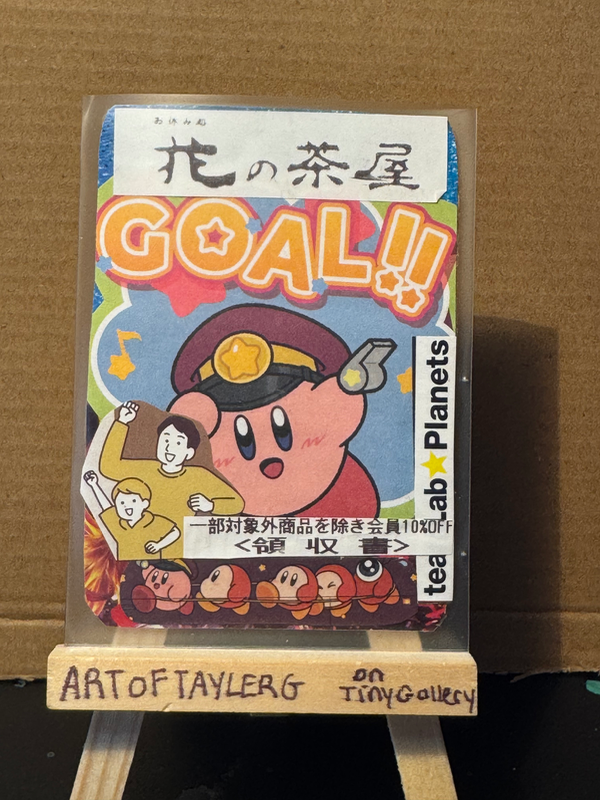 お休み処
花の茶屋
GOAL!!
teamLab Planets
一部対象外商品を除き会員10%OFF
<領 収 書>
ARTOFTAYLERG
on
TinyGallery